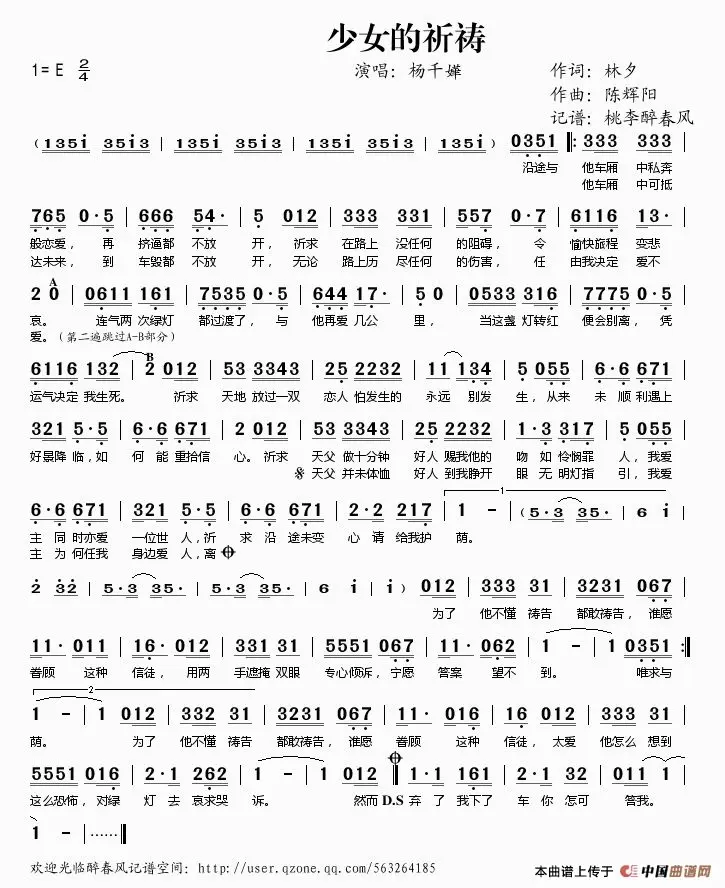 少女的祈祷
1=E 2/4 演唱：杨千嬅 作词：林夕
作曲：陈辉阳
记谱：桃李醉春风
( 135i 35i3 | 135i 35i3 | 135i 35i3 | 135i 35i3 | 135i ) 0351 ‖: 333 333 |
沿途与 他车厢 中私奔
他车厢 中可抵
765 0·5 | 666 54· | 5 012 | 333 331 | 557 0·7 | 6116 13· |
般恋爱，再 挤逼都 不放 开，祈求 在路上 没任何 的阻碍，令 愉快旅程 变悲
达未来，到 车毁都 不放 开，无论 路上历 尽任何 的伤害，任 由我决定 爱不
A
2 0 | 0611 161 | 7535 0·5 | 644 17· | 5 0 | 0533 316 | 7775 0·5 |
哀。 连气两 次绿灯 都过渡了，与 他再爱 几公 里， 当这盏 灯转红 便会别离，凭
爱。（第二遍跳过A-B部分）
B
6116 132 | 2 012 | 53 3343 | 25 2232 | 11 134 | 5 055 | 6·6 671 |
运气决定 我生死。 祈求 天地 放过一双 恋人 怕发生的 永远 别发 生，从来 未 顺利遇上
321 5·5 | 6·6 671 | 2 012 | 53 3343 | 25 2232 | 1·3 317 | 5 055 |
好景降 临，如 何 能重拾信 心。祈求 天父 做十分钟 好人 赐我他的 吻 如 怜悯罪 人，我爱
𝄋 天父 并未体恤 好人 到我睁开 眼 无 明灯指 引，我爱
1
6·6 671 | 321 5·5 | 6·6 671 | 2·2 217 | 1 - | (5·3 35· | 6 i |
主 同 时亦爱 一位世 人，祈 求 沿 途未变 心 请 给我护 荫。
主 为 何任我 身边爱 人，离 𝄌
2 32 | 5·3 35· | 5·3 35· | 6 i | i ) 012 | 333 31 | 3231 067 |
为了 他不懂 祷告 都敢祷告，谁愿
11· 011 | 16· 012 | 331 31 | 5551 067 | 11· 062 | 1 - | 1 0351 :‖
眷顾 这种 信徒，用两 手遮掩 双眼 专心倾诉，宁愿 答案 望不 到。 唯求与
2
1 - | 1 012 | 332 31 | 3231 067 | 11· 016 | 16· 012 | 333 31 |
荫。 为了 他不懂 祷告 都敢祷告，谁愿 眷顾 这种 信徒，太爱 他怎么 想到
5551 016 | 2·1 262 | 1 - | 1 012 𝄌‖ 1·1 116 | 2·1 32 | 011 1 |
这么恐怖，对绿 灯 去 哀求哭 诉。 然而 D.S 弃 了 我下了 车 你 怎可 答我。
1 - |……|
欢迎光临醉春风记谱空间：http://user.qzone.qq.com/563264185
本曲谱上传于 中国曲谱网